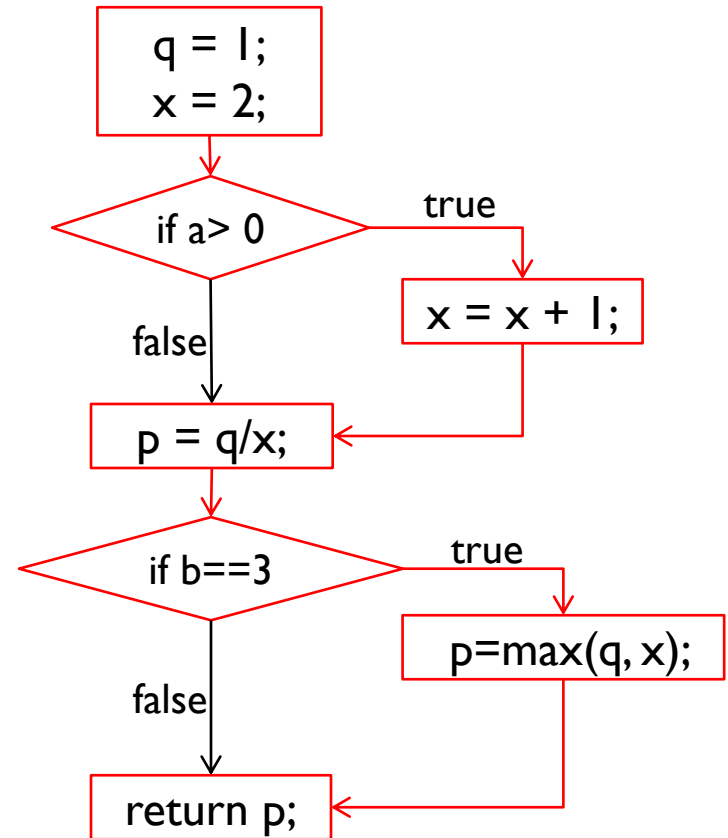 q = 1;
x = 2;
if a> 0
true
x = x + 1;
false
p = q/x;
if b==3
true
p=max(q, x);
false
return p;